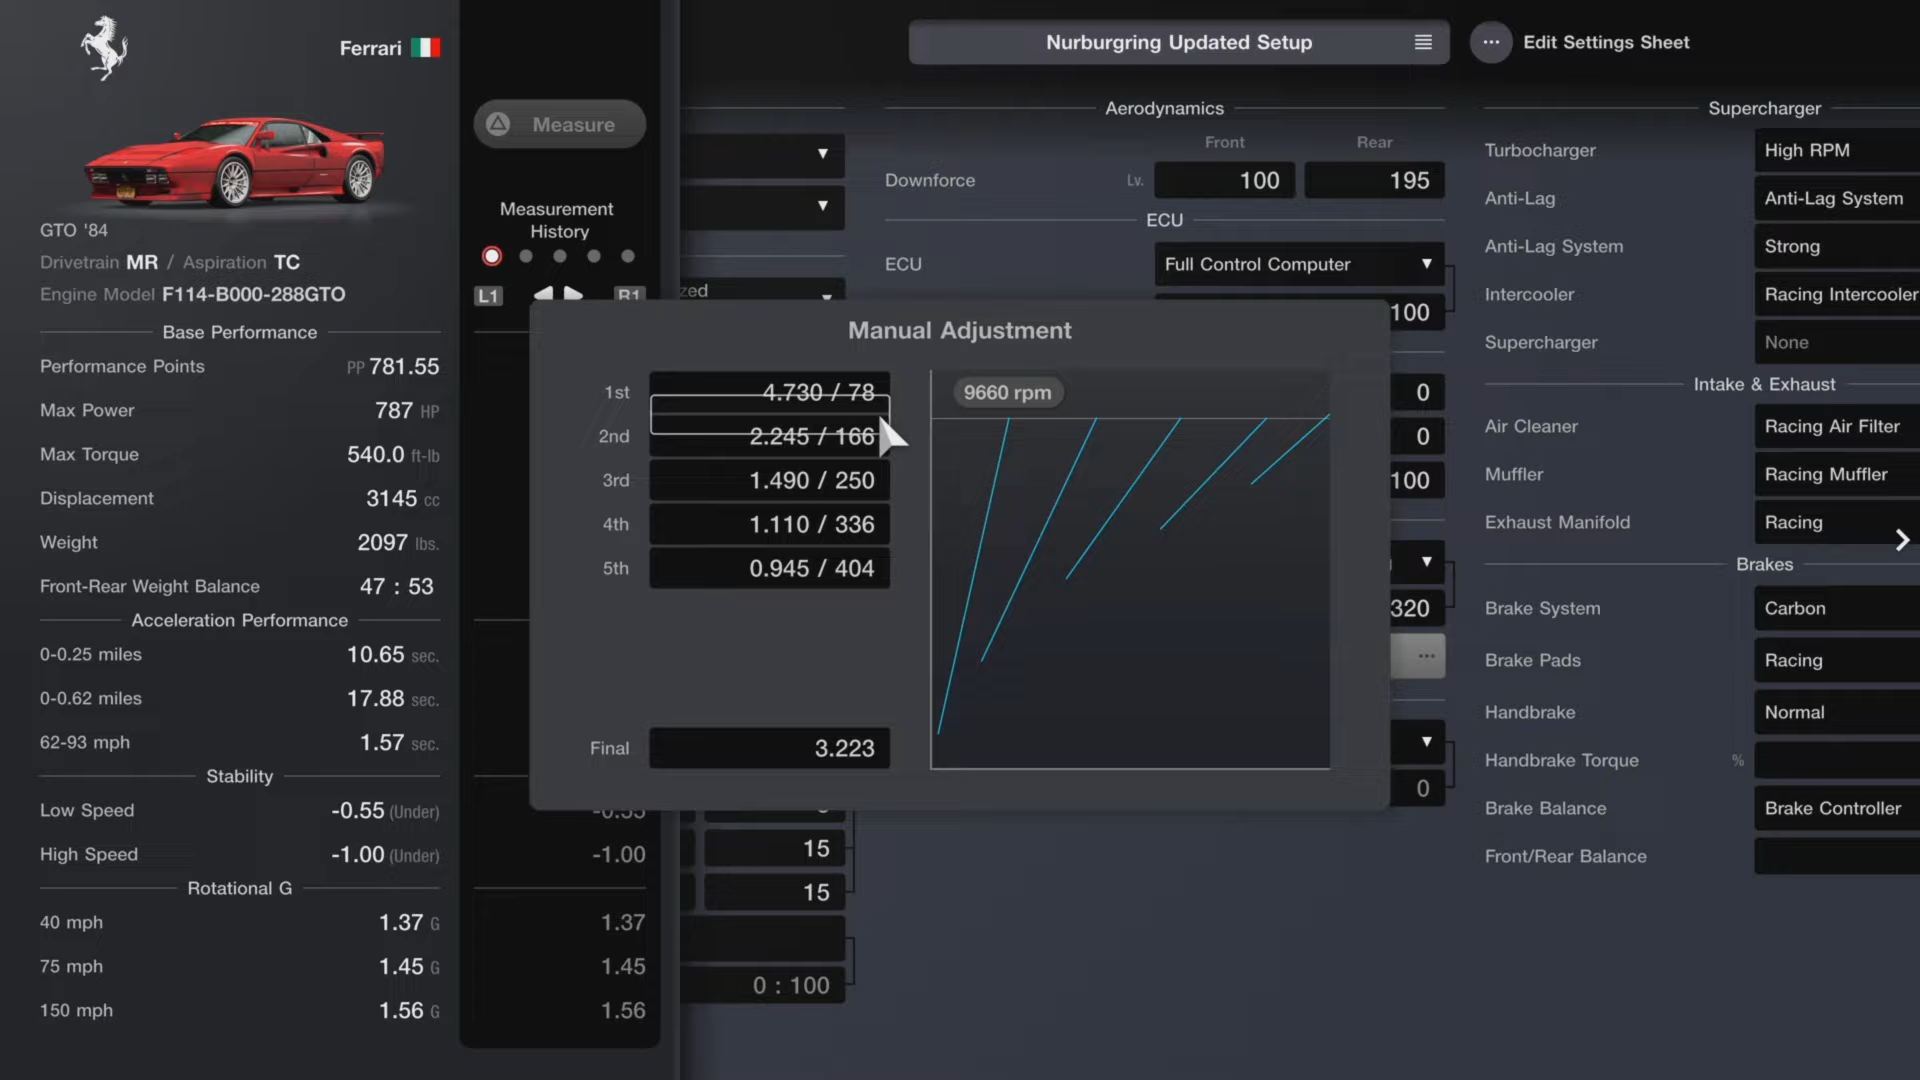 Ferrari
GTO '84
Drivetrain MR / Aspiration TC
Engine Model F114-B000-288GTO
Base Performance
Performance Points PP 781.55
Max Power 787 HP
Max Torque 540.0 ft-lb
Displacement 3145 cc
Weight 2097 lbs.
Front-Rear Weight Balance 47 : 53
Acceleration Performance
0-0.25 miles 10.65 sec.
0-0.62 miles 17.88 sec.
62-93 mph 1.57 sec.
Stability
Low Speed -0.55 (Under)
High Speed -1.00 (Under)
Rotational G
40 mph 1.37 G
75 mph 1.45 G
150 mph 1.56 G
Measure
Measurement
History
L1 R1
-0.55
-1.00
1.37
1.45
1.56
zed
15
15
0 : 100
Nurburgring Updated Setup
Edit Settings Sheet
Aerodynamics
Front Rear
Downforce Lv. 100 195
ECU
ECU Full Control Computer
100
0
0
100
320
0
Manual Adjustment
1st 4.730 / 78
2nd 2.245 / 166
3rd 1.490 / 250
4th 1.110 / 336
5th 0.945 / 404
Final 3.223
9660 rpm
Supercharger
Turbocharger High RPM
Anti-Lag Anti-Lag System
Anti-Lag System Strong
Intercooler Racing Intercooler
Supercharger None
Intake & Exhaust
Air Cleaner Racing Air Filter
Muffler Racing Muffler
Exhaust Manifold Racing
Brakes
Brake System Carbon
Brake Pads Racing
Handbrake Normal
Handbrake Torque %
Brake Balance Brake Controller
Front/Rear Balance